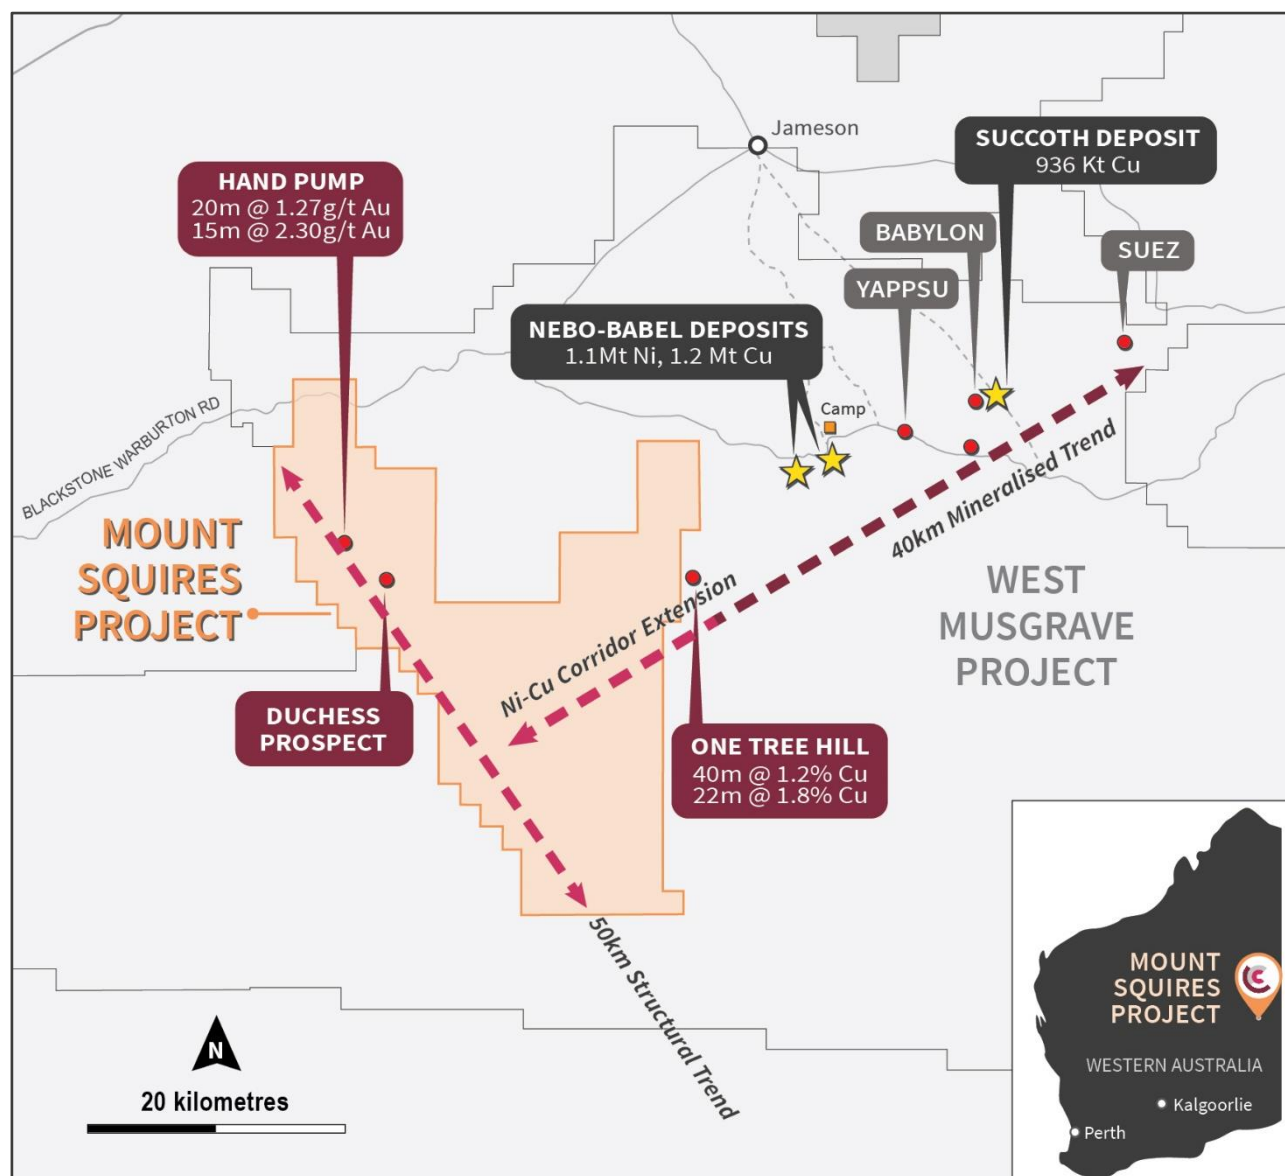 Jameson
SUCCOTH DEPOSIT
936 Kt Cu
HAND PUMP
20m @ 1.27g/t Au
15m @ 2.30g/t Au
BABYLON
SUEZ
YAPPSU
NEBO-BABEL DEPOSITS
1.1Mt Ni, 1.2 Mt Cu
Camp
BLACKSTONE WARBURTON RD
40km Mineralised Trend
MOUNT
SQUIRES
PROJECT
WEST
MUSGRAVE
PROJECT
Ni-Cu Corridor Extension
DUCHESS
PROSPECT
ONE TREE HILL
40m @ 1.2% Cu
22m @ 1.8% Cu
50km Structural Trend
N
20 kilometres
MOUNT
SQUIRES
PROJECT
WESTERN AUSTRALIA
Kalgoorlie
Perth